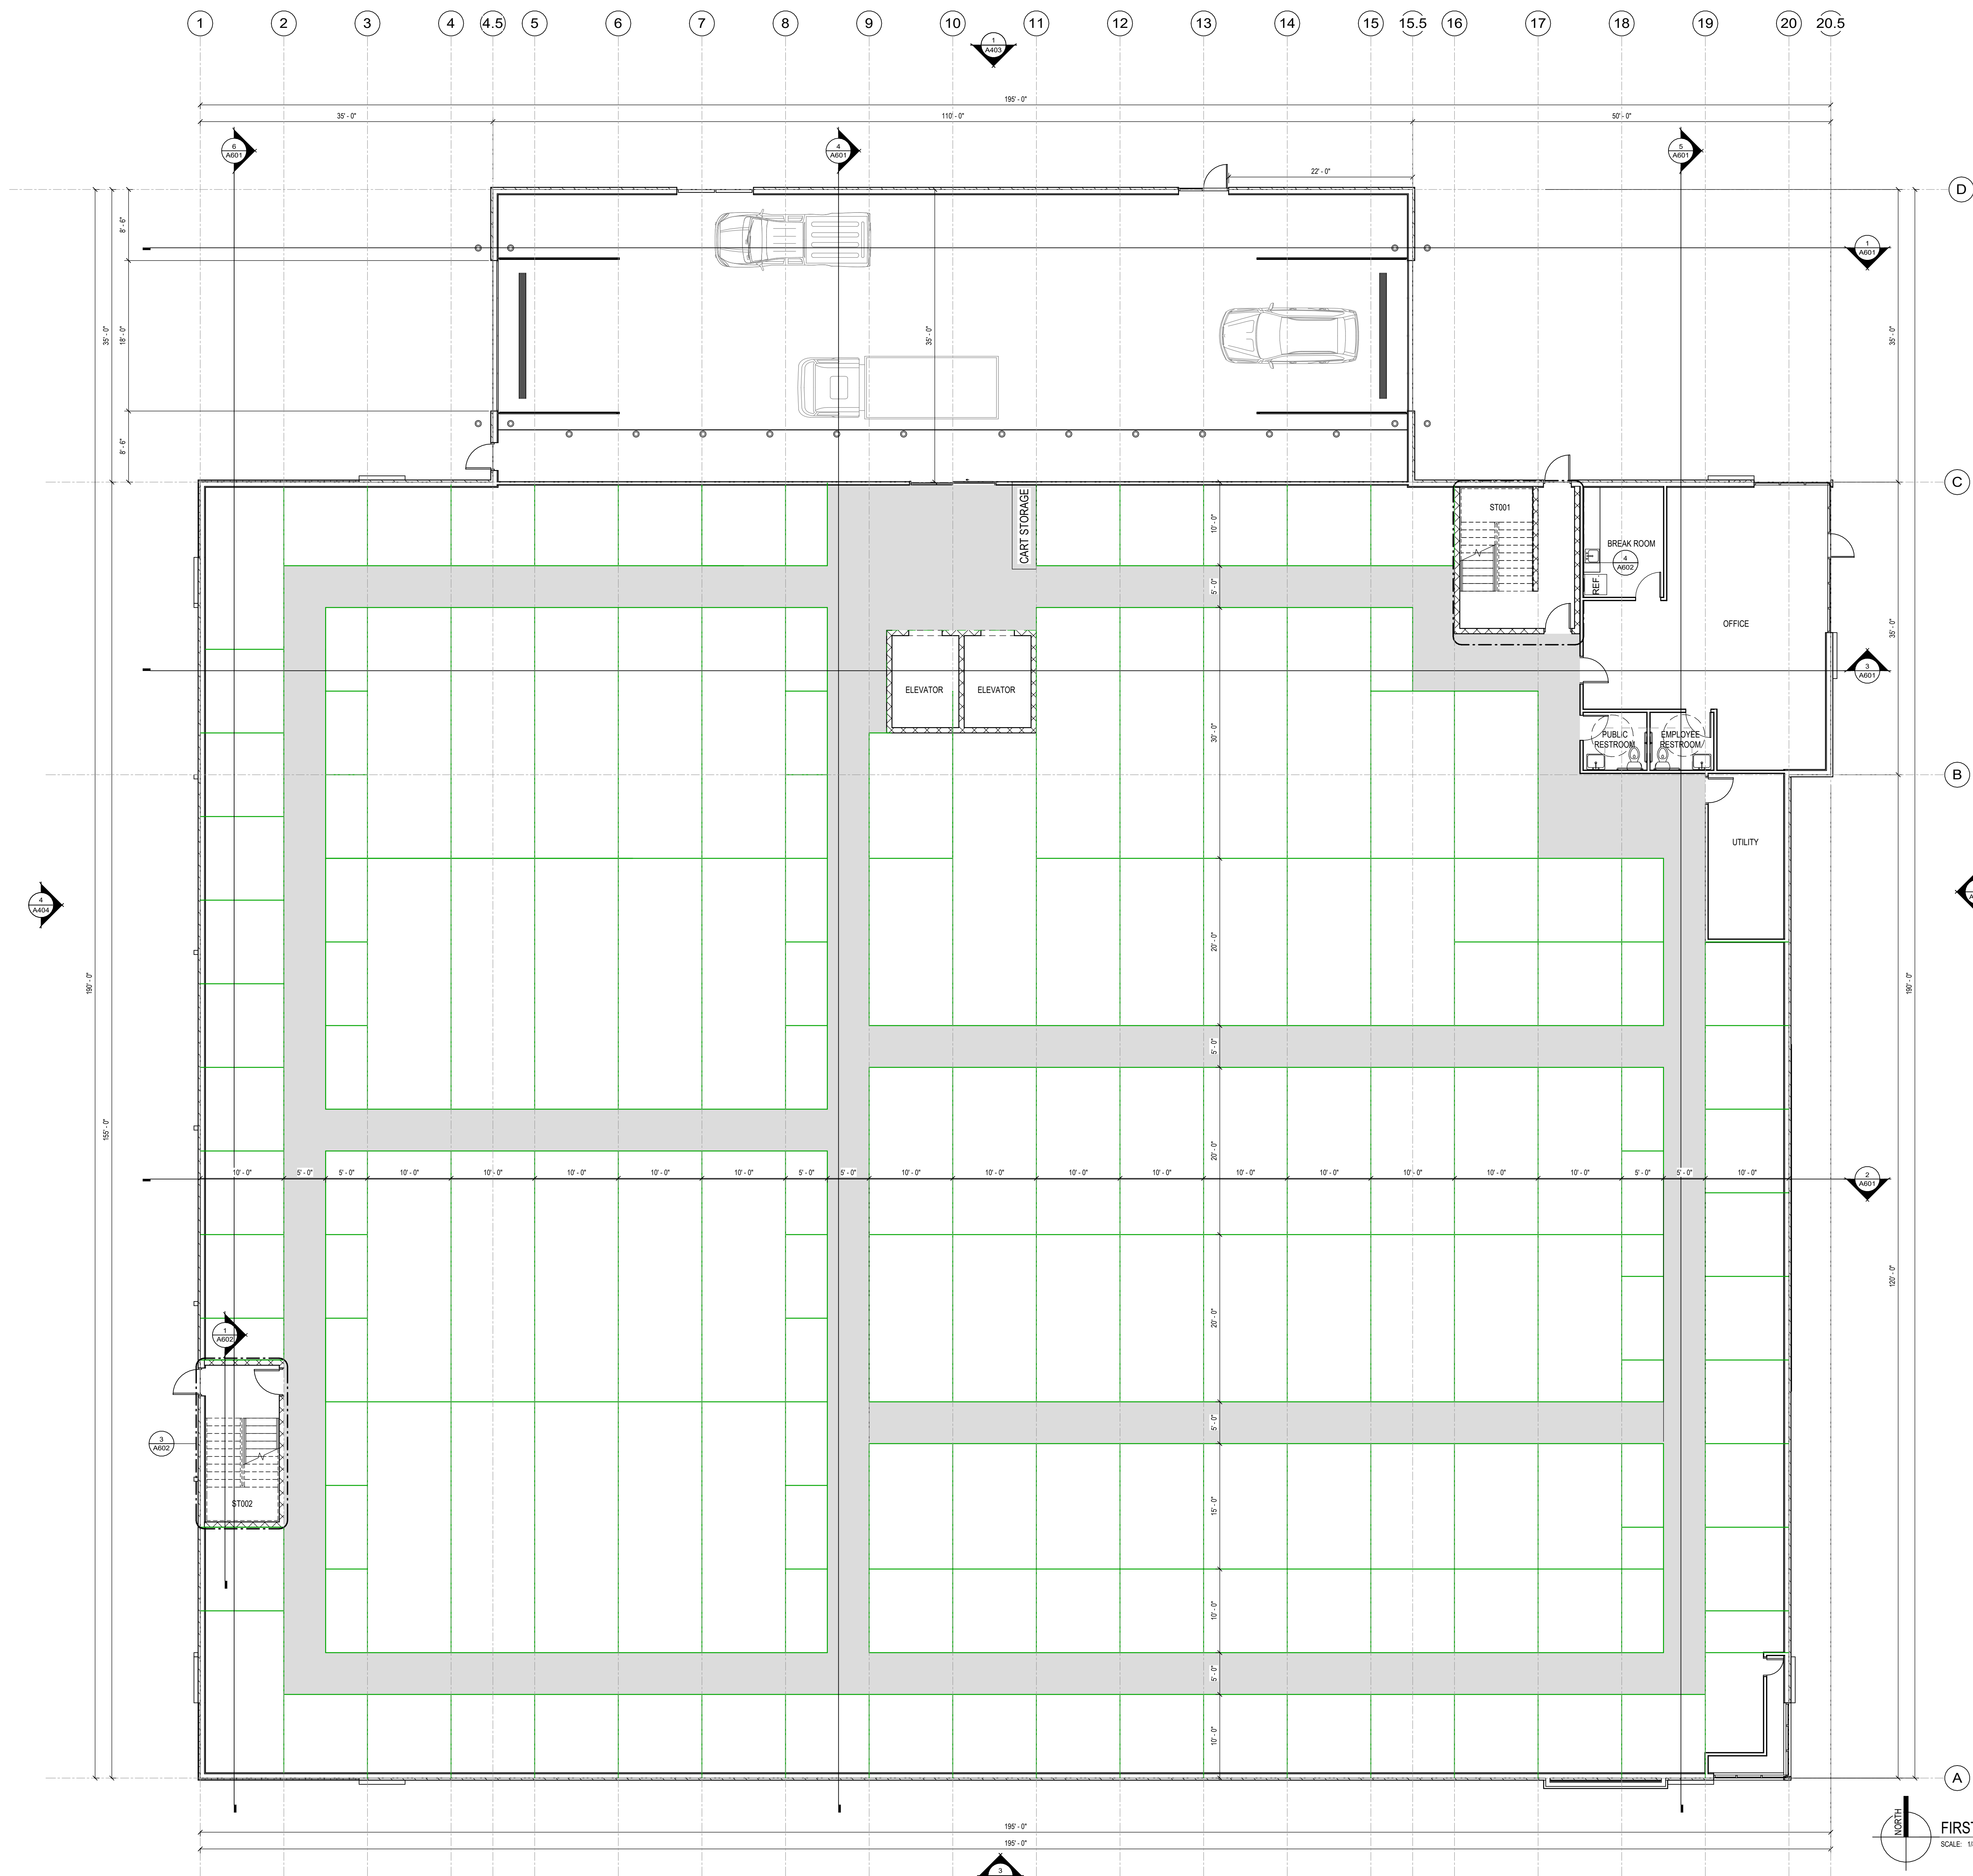 1 2 3 4 4.5 5 6 7 8 9 10 11 12 13 14 15 15.5 16 17 18 19 20 20.5
1
A403
195' - 0"
35' - 0" 110' - 0" 50' - 0"
6
A601
4
A601
5
A601
22' - 0"
D
8' - 6"
1
A601
35' - 0"
18' - 0"
35' - 0"
35' - 0"
8' - 6"
C
CART STORAGE
10' - 0"
ST001
BREAK ROOM
4
A602
REF.
5' - 0"
OFFICE
35' - 0"
3
A601
ELEVATOR
ELEVATOR
30' - 0"
PUBLIC
RESTROOM
EMPLOYEE
RESTROOM
B
UTILITY
4
A404
20' - 0"
190' - 0"
190' - 0"
5' - 0"
155' - 0"
20' - 0"
10' - 0" 5' - 0" 5' - 0" 10' - 0" 10' - 0" 10' - 0" 10' - 0" 10' - 0" 5' - 0" 5' - 0" 10' - 0" 10' - 0" 10' - 0" 10' - 0" 10' - 0" 10' - 0" 10' - 0" 10' - 0" 10' - 0" 5' - 0" 5' - 0" 10' - 0"
2
A601
120' - 0"
20' - 0"
1
A602
5' - 0"
3
A602
ST002
15' - 0"
10' - 0"
5' - 0"
10' - 0"
A
NORTH
FIRST
SCALE:
195' - 0"
195' - 0"
3